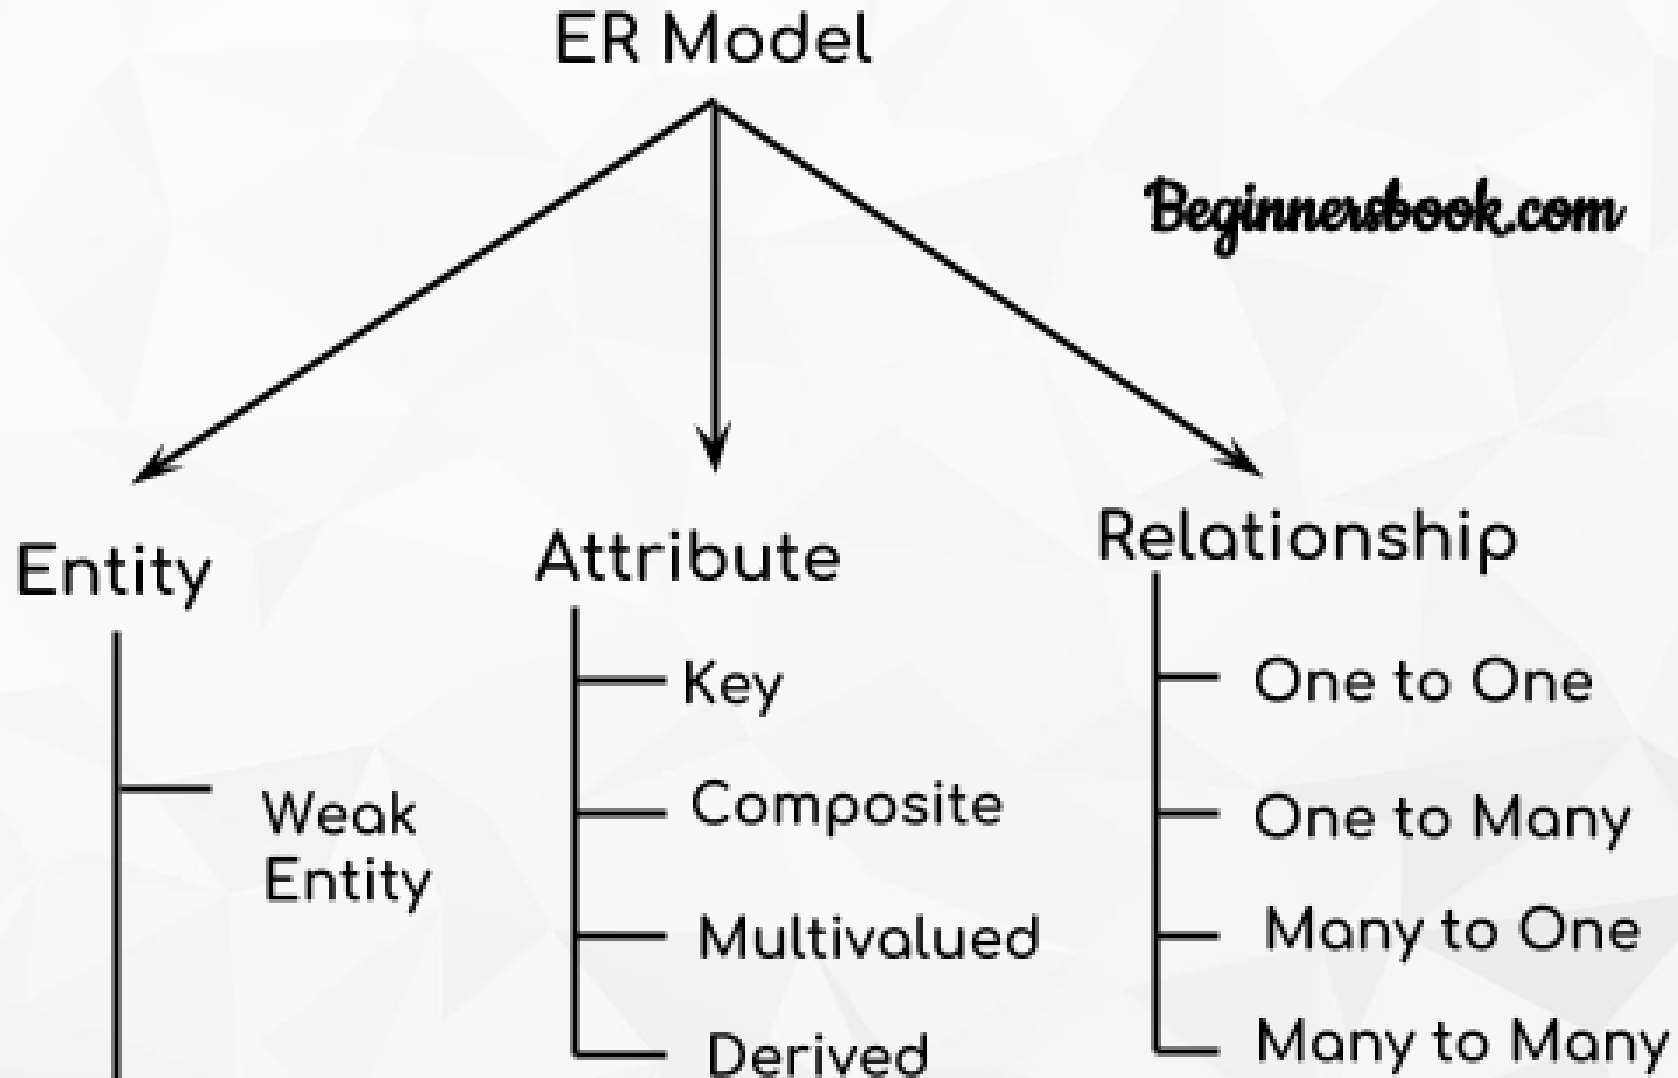 ER Model
Beginnersbook.com
Entity
Weak
Entity
Attribute
Key
Composite
Multivalued
Derived
Relationship
One to One
One to Many
Many to One
Many to Many